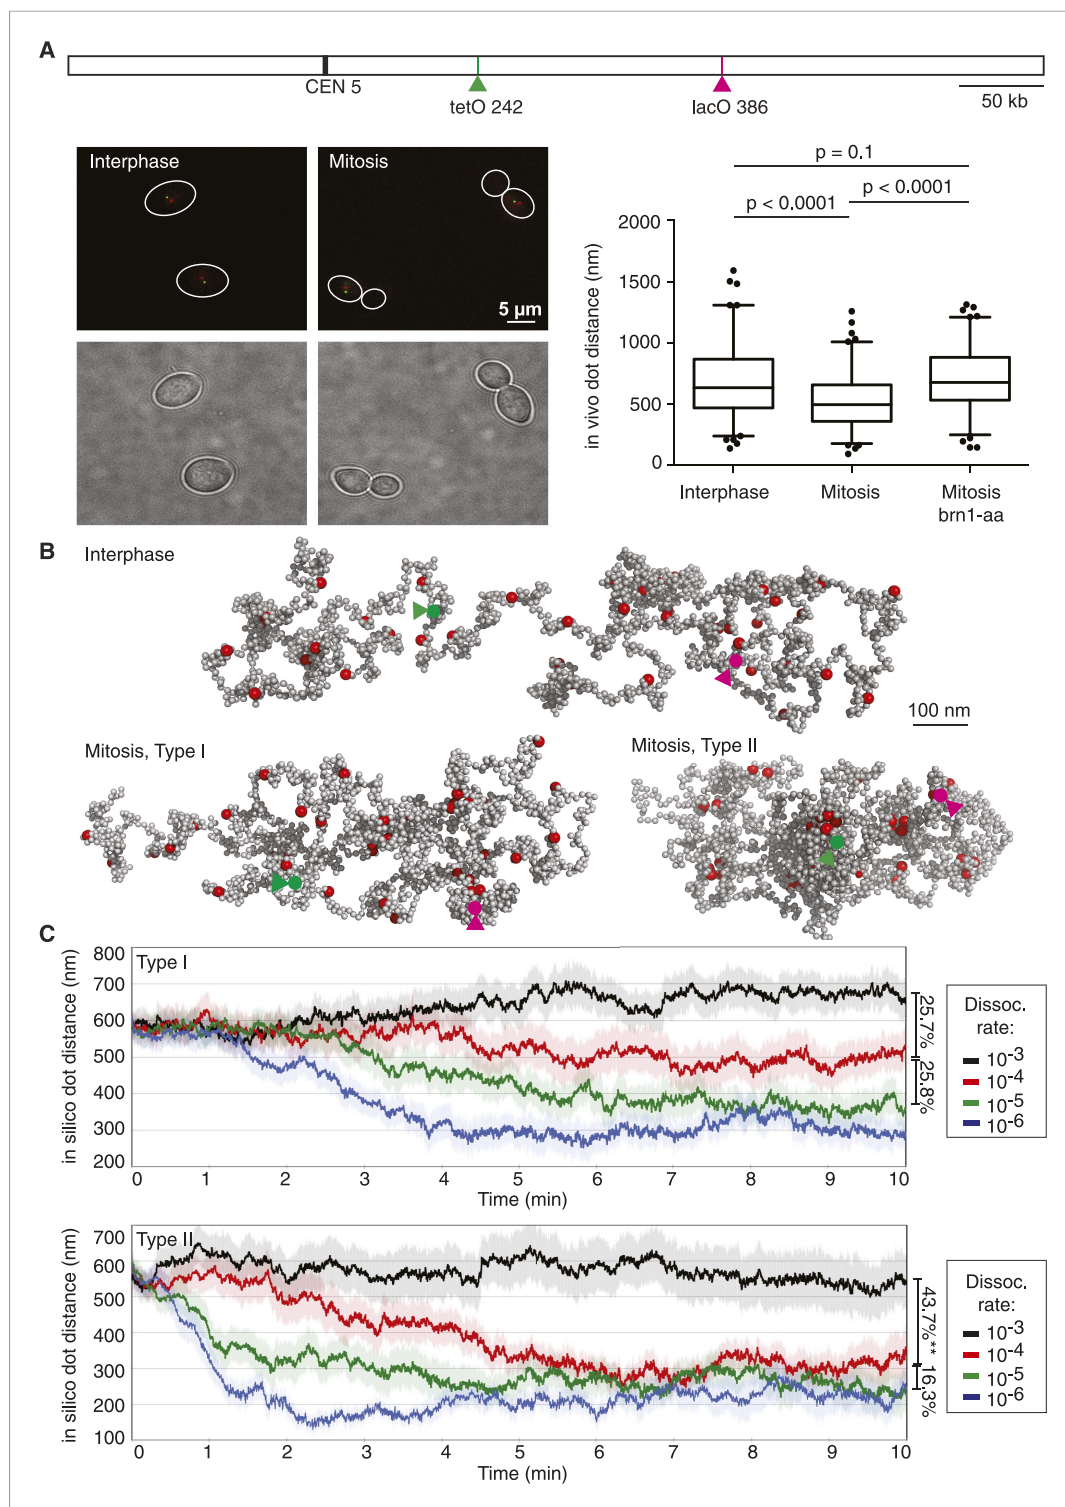 A
CEN 5
tetO 242
lacO 386
50 kb
Interphase
Mitosis
5 µm
p = 0.1
p < 0.0001
p < 0.0001
in vivo dot distance (nm)
2000
1500
1000
500
0
Interphase
Mitosis
Mitosis
brn1-aa
B
Interphase
100 nm
Mitosis, Type I
Mitosis, Type II
C
Type I
in silico dot distance (nm)
800
700
600
500
400
300
200
0 1 2 3 4 5 6 7 8 9 10
Time (min)
25.7%
25.8%
Dissoc.
rate:
10-3
10-4
10-5
10-6
Type II
in silico dot distance (nm)
700
600
500
400
300
200
100
0 1 2 3 4 5 6 7 8 9 10
Time (min)
43.7%**
16.3%
Dissoc.
rate:
10-3
10-4
10-5
10-6